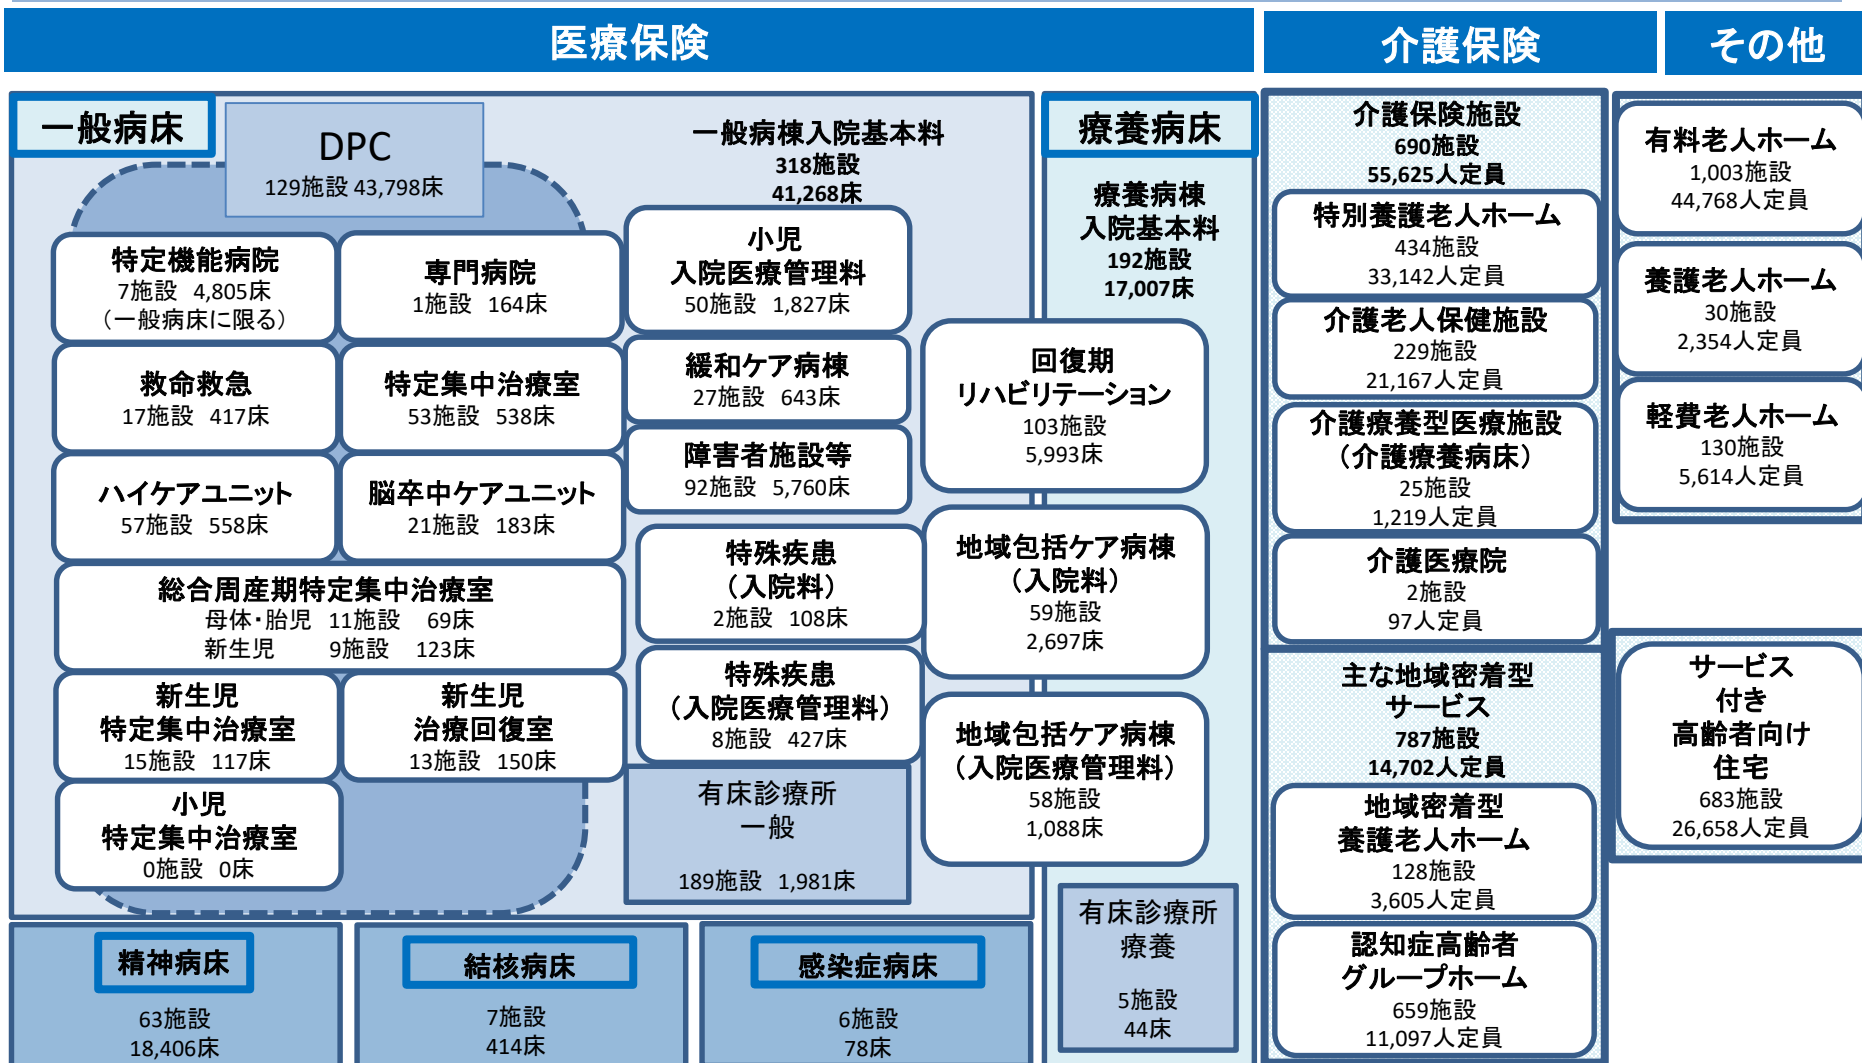 医療保険
介護保険
その他
一般病床
DPC
129施設 43,798床
一般病棟入院基本料
318施設
41,268床
特定機能病院
7施設 4,805床
（一般病床に限る）
専門病院
1施設 164床
救命救急
17施設 417床
特定集中治療室
53施設 538床
ハイケアユニット
57施設 558床
脳卒中ケアユニット
21施設 183床
総合周産期特定集中治療室
母体・胎児 11施設 69床
新生児 9施設 123床
新生児
特定集中治療室
15施設 117床
新生児
治療回復室
13施設 150床
小児
特定集中治療室
0施設 0床
小児
入院医療管理料
50施設 1,827床
緩和ケア病棟
27施設 643床
障害者施設等
92施設 5,760床
特殊疾患
（入院料）
2施設 108床
特殊疾患
（入院医療管理料）
8施設 427床
有床診療所
一般
189施設 1,981床
療養病床
療養病棟
入院基本料
192施設
17,007床
回復期
リハビリテーション
103施設
5,993床
地域包括ケア病棟
（入院料）
59施設
2,697床
地域包括ケア病棟
（入院医療管理料）
58施設
1,088床
有床診療所
療養
5施設
44床
精神病床
63施設
18,406床
結核病床
7施設
414床
感染症病床
6施設
78床
介護保険施設
690施設
55,625人定員
特別養護老人ホーム
434施設
33,142人定員
介護老人保健施設
229施設
21,167人定員
介護療養型医療施設
（介護療養病床）
25施設
1,219人定員
介護医療院
2施設
97人定員
主な地域密着型
サービス
787施設
14,702人定員
地域密着型
養護老人ホーム
128施設
3,605人定員
認知症高齢者
グループホーム
659施設
11,097人定員
有料老人ホーム
1,003施設
44,768人定員
養護老人ホーム
30施設
2,354人定員
軽費老人ホーム
130施設
5,614人定員
サービス
付き
高齢者向け
住宅
683施設
26,658人定員